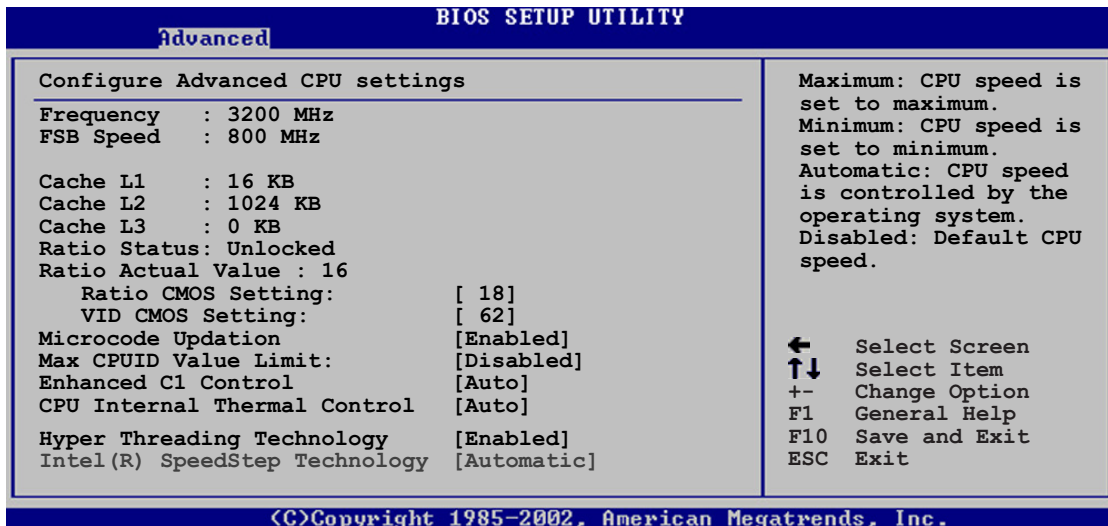 BIOS SETUP UTILITY
Advanced
Configure Advanced CPU settings
Frequency : 3200 MHz
FSB Speed : 800 MHz
Cache L1 : 16 KB
Cache L2 : 1024 KB
Cache L3 : 0 KB
Ratio Status: Unlocked
Ratio Actual Value : 16
Ratio CMOS Setting: [ 18]
VID CMOS Setting: [ 62]
Microcode Updation [Enabled]
Max CPUID Value Limit: [Disabled]
Enhanced C1 Control [Auto]
CPU Internal Thermal Control [Auto]
Hyper Threading Technology [Enabled]
Intel(R) SpeedStep Technology [Automatic]
Maximum: CPU speed is
set to maximum.
Minimum: CPU speed is
set to minimum.
Automatic: CPU speed
is controlled by the
operating system.
Disabled: Default CPU
speed.
← Select Screen
↑↓ Select Item
+- Change Option
F1 General Help
F10 Save and Exit
ESC Exit
(C)Copyright 1985-2002, American Megatrends, Inc.